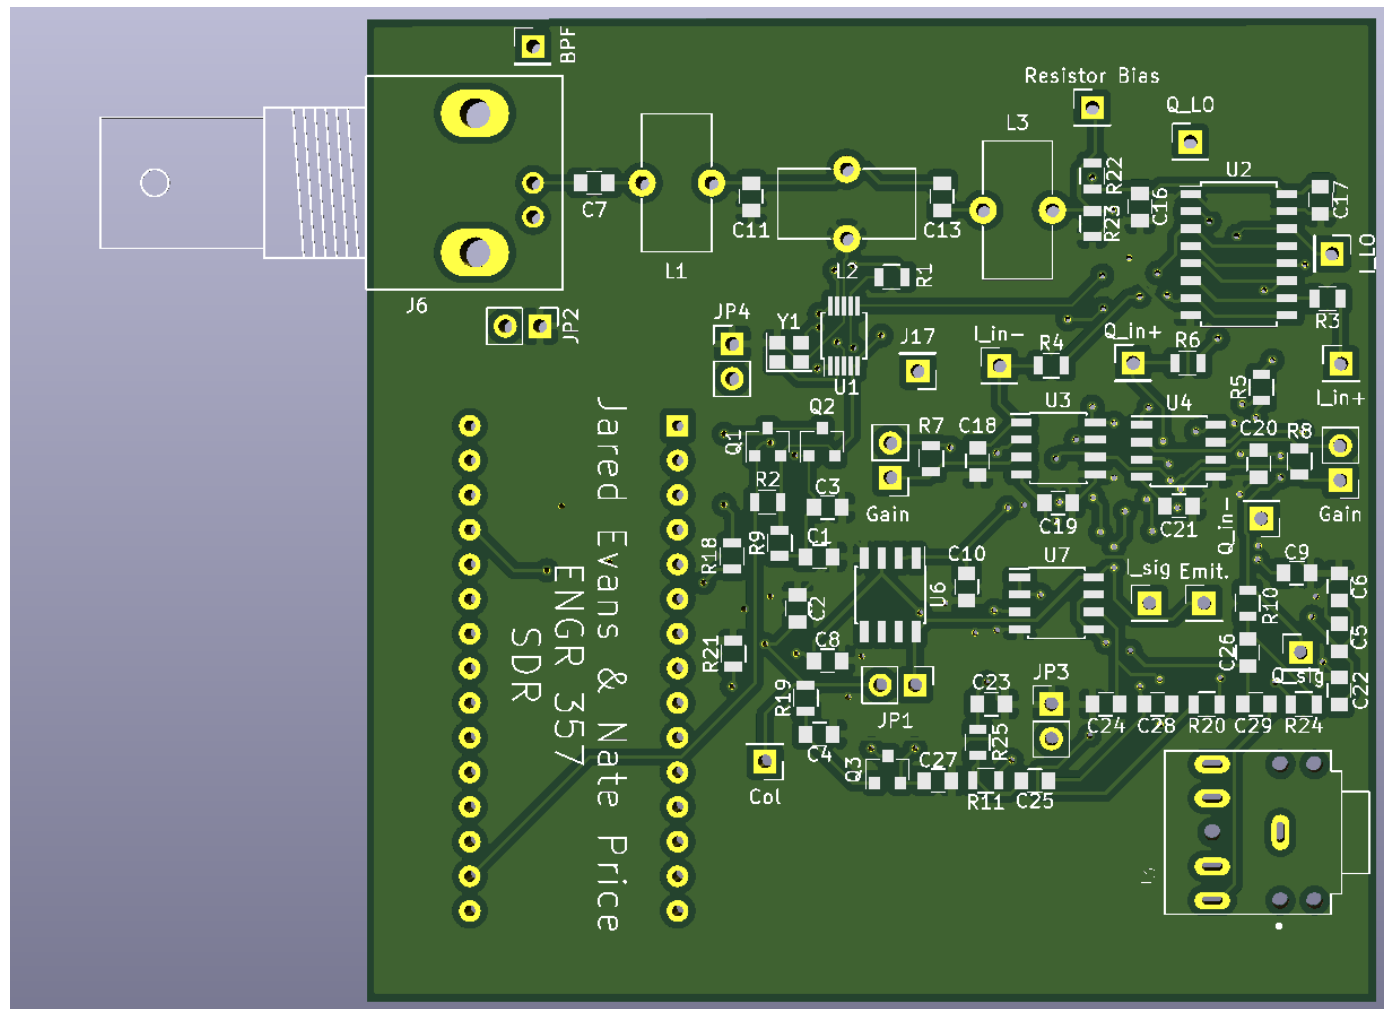 BPF
Resistor Bias
Q_LO
L3
U2
R22
C7
C11
C13
R23
C16
C17
I_LO
L1
L2
R1
J6
JP2
JP4
Y1
U1
J17
I_in-
R4
Q_in+
R6
R3
I_in+
Q1
Q2
R7
C18
U3
U4
R5
C20
R8
R2
C3
Gain
C19
C21
Q_in-
Gain
R18
R9
C1
C10
U7
I_sig
Emit.
C9
C6
U6
R10
C2
C5
R21
C8
C26
Q_sig
C22
R19
JP1
C23
JP3
C24
C28
R20
C29
R24
C4
R25
Q3
C27
R11
C25
Col
Jared Evans & Nate Price
ENGR 357
SDR